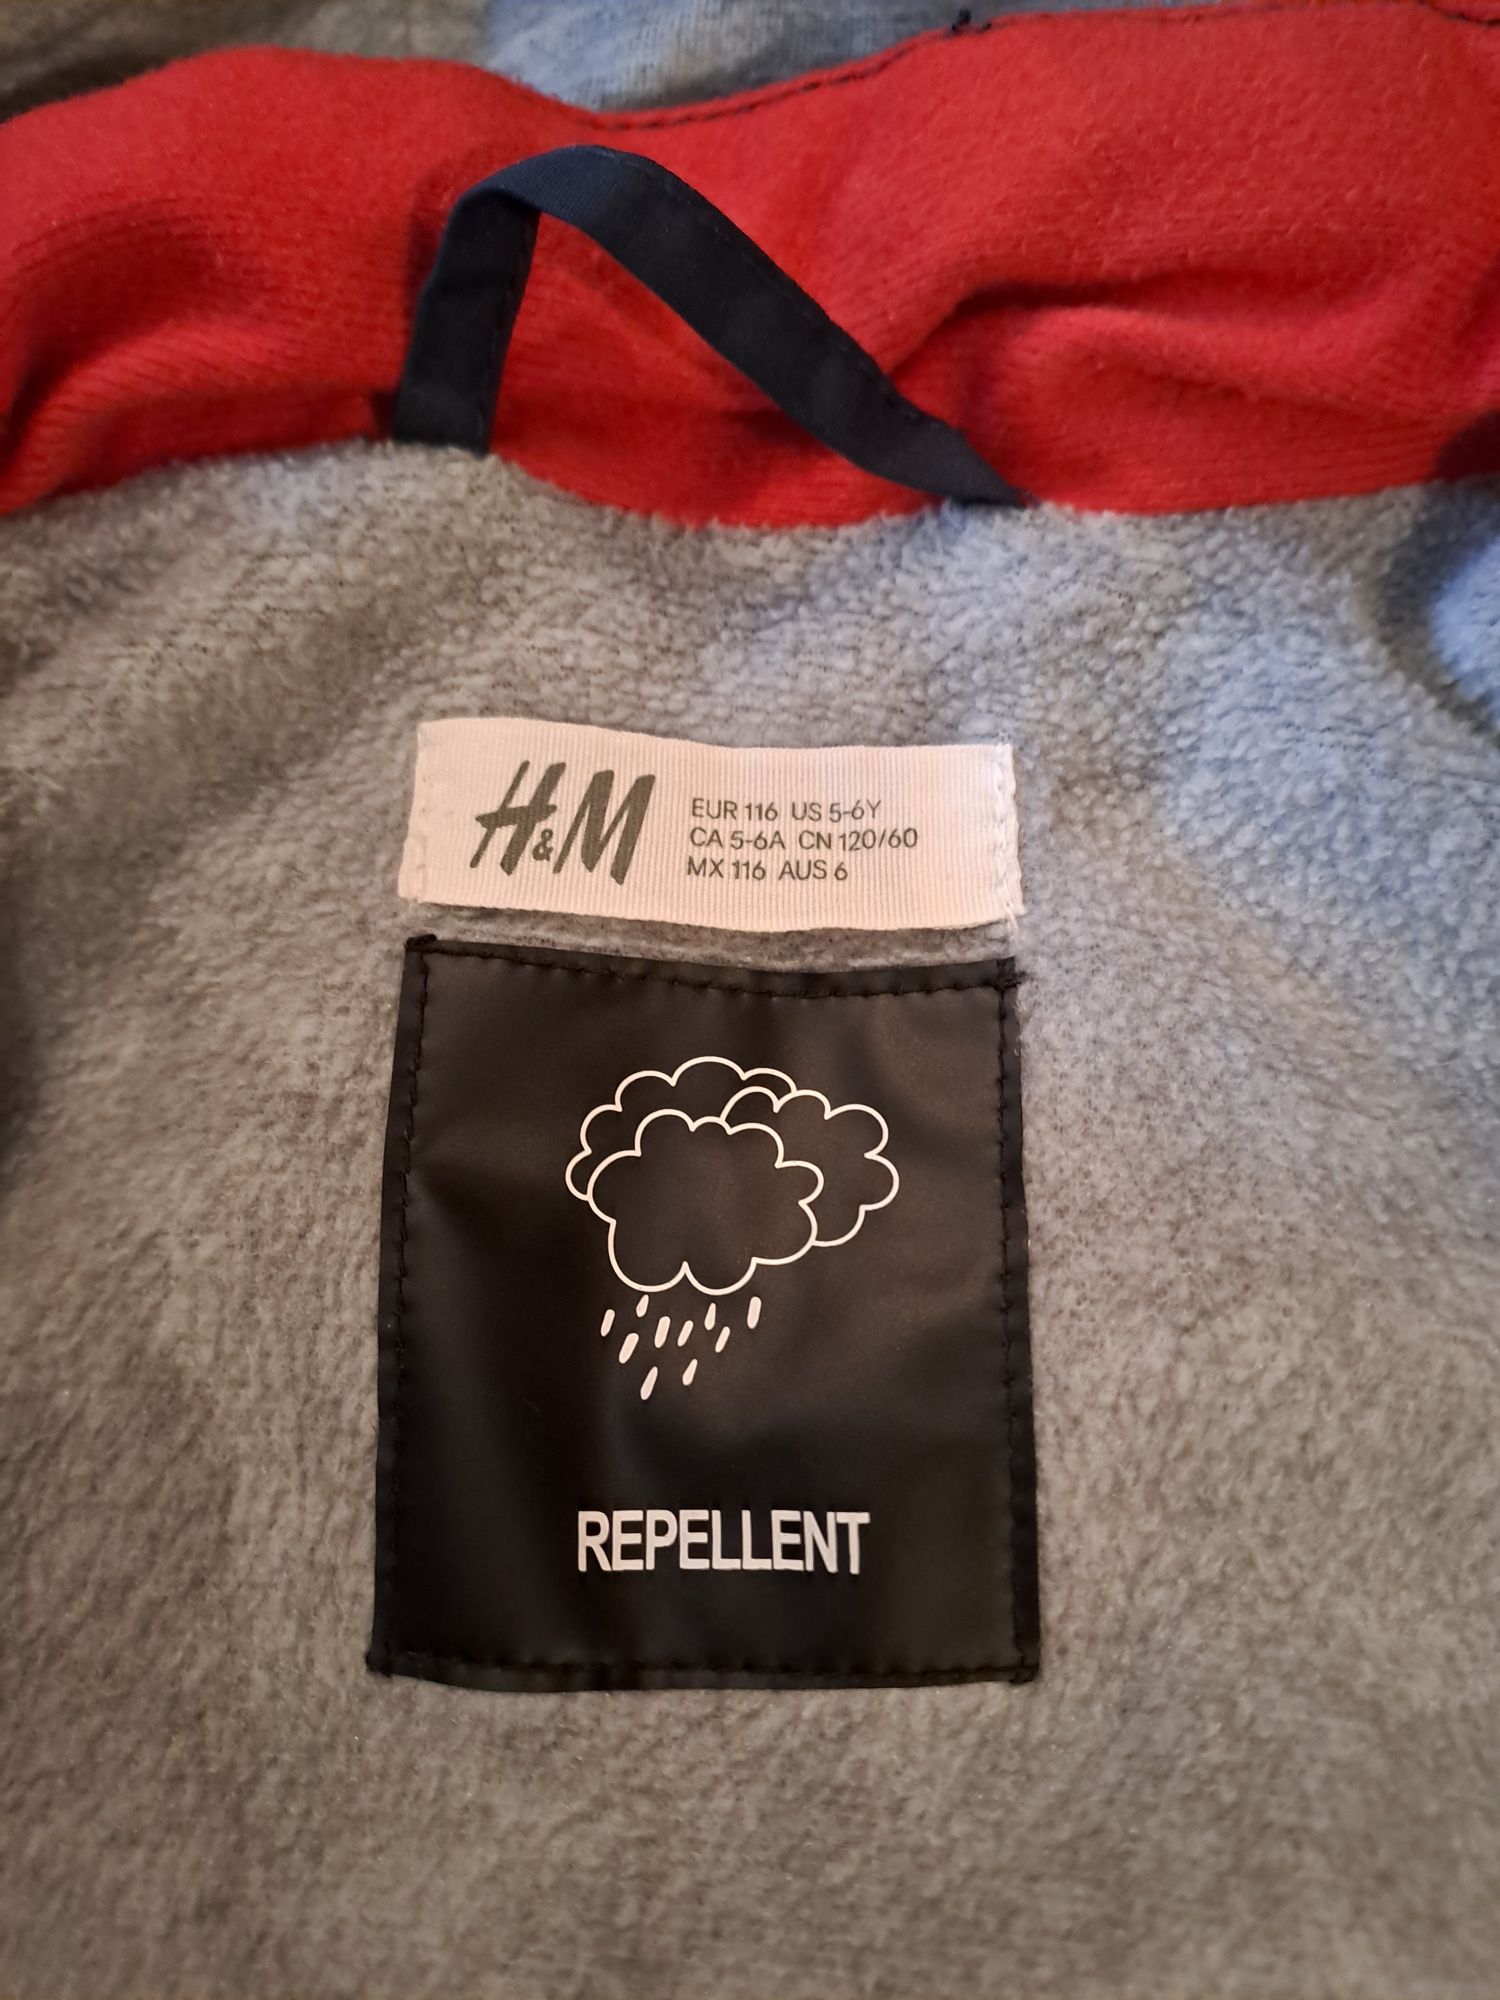 H&M
EUR 116 US 5-6Y
CA 5-6A CN 120/60
MX 116 AUS 6
REPELLENT